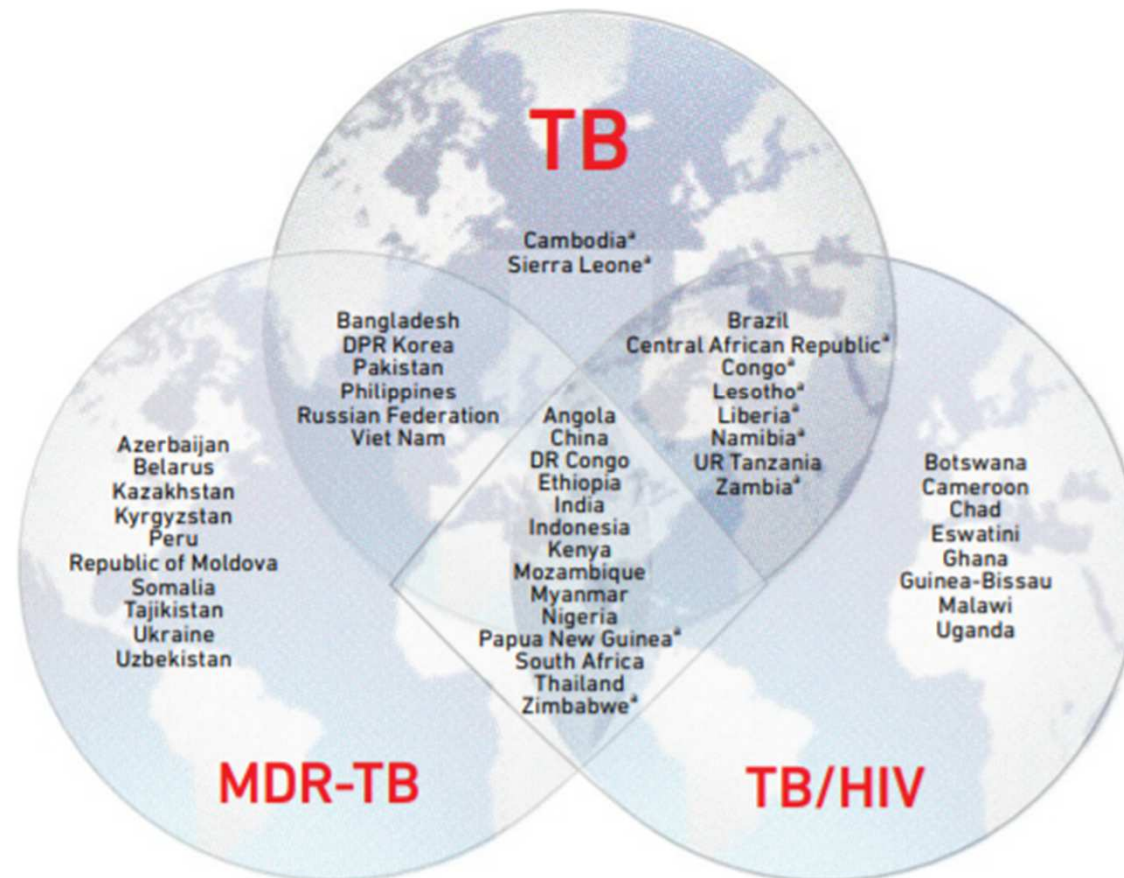 TB
Cambodiaª
Sierra Leoneª
Bangladesh
DPR Korea
Pakistan
Philippines
Russian Federation
Viet Nam
Brazil
Central African Republicª
Congoª
Lesothoª
Liberiaª
Namibiaª
UR Tanzania
Zambiaª
Angola
China
DR Congo
Ethiopia
India
Indonesia
Kenya
Mozambique
Myanmar
Nigeria
Papua New Guineaª
South Africa
Thailand
Zimbabweª
Azerbaijan
Belarus
Kazakhstan
Kyrgyzstan
Peru
Republic of Moldova
Somalia
Tajikistan
Ukraine
Uzbekistan
Botswana
Cameroon
Chad
Eswatini
Ghana
Guinea-Bissau
Malawi
Uganda
MDR-TB
TB/HIV